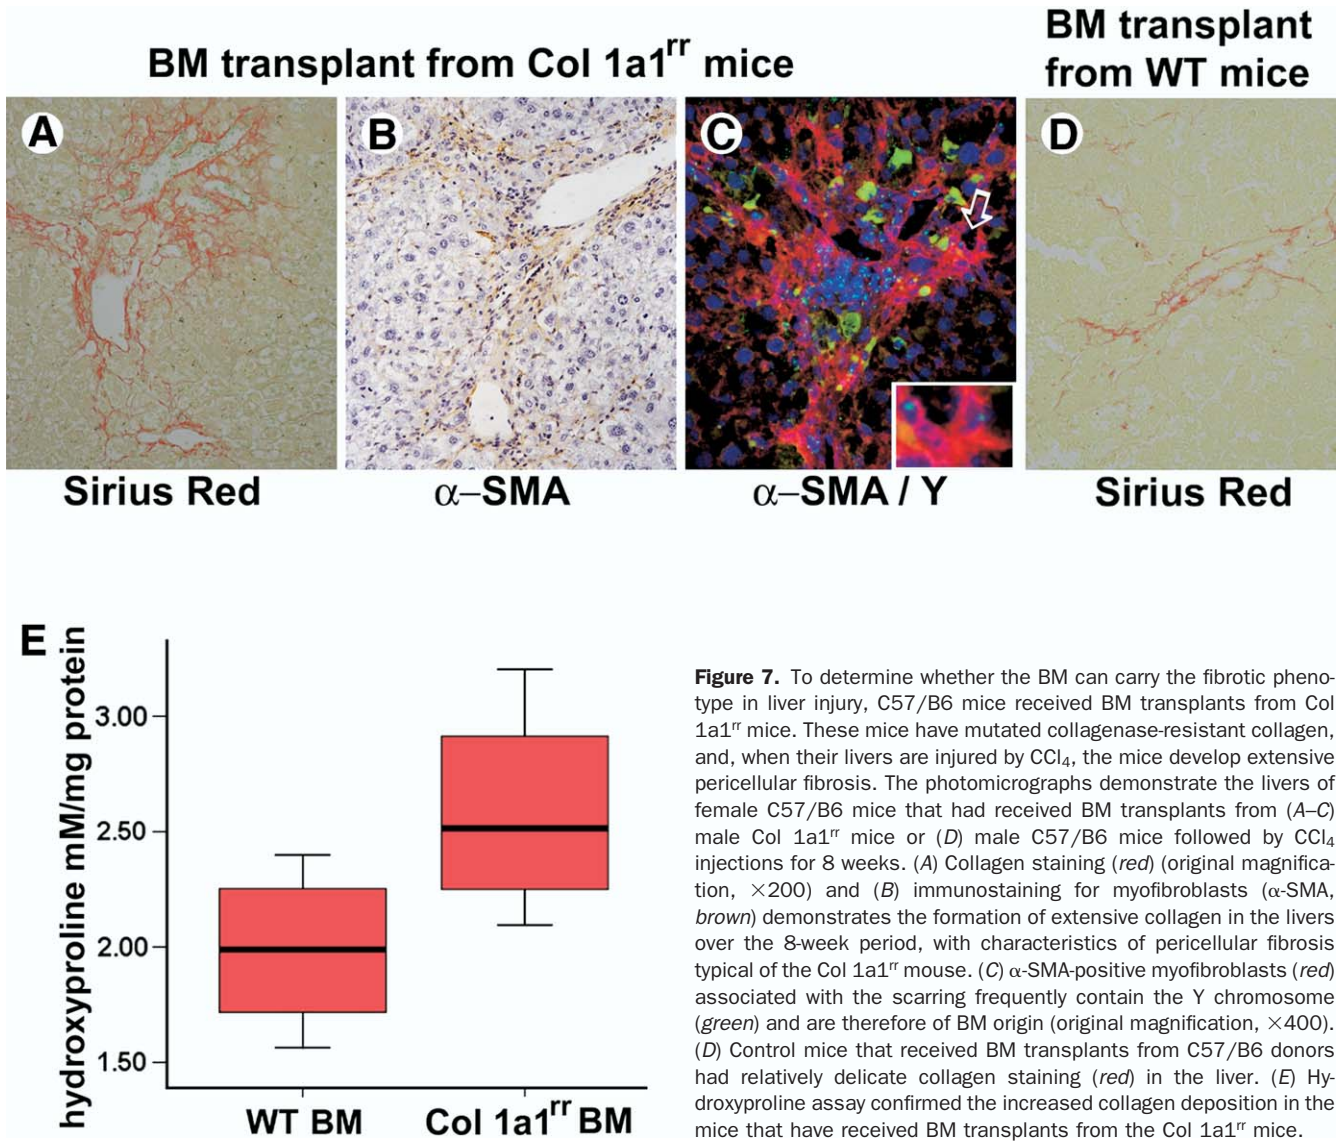 BM transplant from Col 1a1rr mice
BM transplant
from WT mice
A
B
C
D
Sirius Red
α–SMA
α–SMA / Y
Sirius Red
E
hydroxyproline mM/mg protein
3.00
2.50
2.00
1.50
WT BM
Col 1a1rr BM
Figure 7. To determine whether the BM can carry the fibrotic pheno-
type in liver injury, C57/B6 mice received BM transplants from Col
1a1rr mice. These mice have mutated collagenase-resistant collagen,
and, when their livers are injured by CCl4, the mice develop extensive
pericellular fibrosis. The photomicrographs demonstrate the livers of
female C57/B6 mice that had received BM transplants from (A–C)
male Col 1a1rr mice or (D) male C57/B6 mice followed by CCl4
injections for 8 weeks. (A) Collagen staining (red) (original magnifica-
tion, ×200) and (B) immunostaining for myofibroblasts (α-SMA,
brown) demonstrates the formation of extensive collagen in the livers
over the 8-week period, with characteristics of pericellular fibrosis
typical of the Col 1a1rr mouse. (C) α-SMA-positive myofibroblasts (red)
associated with the scarring frequently contain the Y chromosome
(green) and are therefore of BM origin (original magnification, ×400).
(D) Control mice that received BM transplants from C57/B6 donors
had relatively delicate collagen staining (red) in the liver. (E) Hy-
droxyproline assay confirmed the increased collagen deposition in the
mice that have received BM transplants from the Col 1a1rr mice.